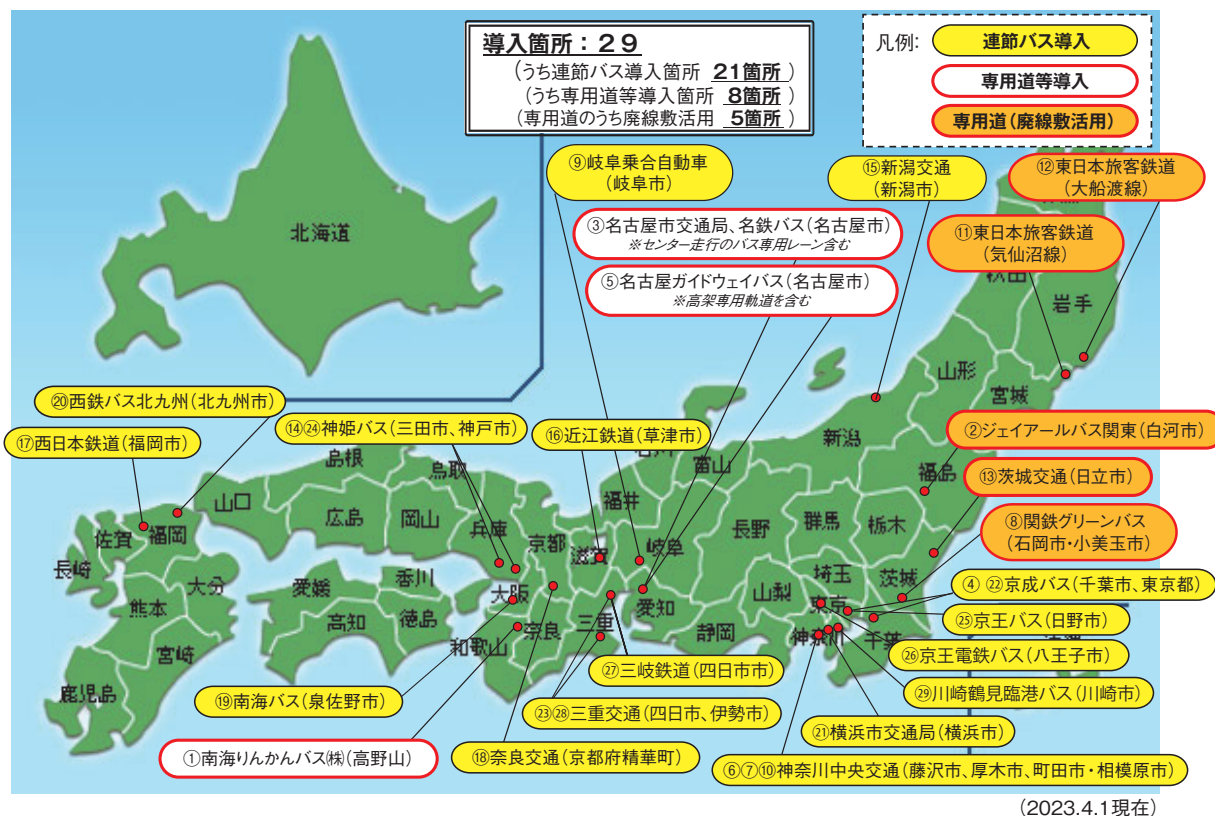 導入箇所：２９
(うち連節バス導入箇所 21箇所)
(うち専用道等導入箇所 8箇所)
(専用道のうち廃線敷活用 5箇所)
凡例:
連節バス導入
専用道等導入
専用道(廃線敷活用)
⑨岐阜乗合自動車
(岐阜市)
⑮新潟交通
(新潟市)
⑫東日本旅客鉄道
(大船渡線)
③名古屋市交通局、名鉄バス(名古屋市)
※センター走行のバス専用レーン含む
⑪東日本旅客鉄道
(気仙沼線)
⑤名古屋ガイドウェイバス(名古屋市)
※高架専用軌道を含む
北海道
秋田
岩手
山形
宮城
⑳西鉄バス北九州(北九州市)
⑰西日本鉄道(福岡市)
⑭㉔神姫バス(三田市、神戸市)
⑯近江鉄道(草津市)
新潟
②ジェイアールバス関東(白河市)
福島
⑬茨城交通(日立市)
⑧関鉄グリーンバス
(石岡市・小美玉市)
島根
鳥取
富山
福井
山口
広島
岡山
兵庫
京都
滋賀
岐阜
長野
群馬
栃木
佐賀
福岡
長崎
大分
熊本
宮崎
鹿児島
愛媛
香川
高知
徳島
大阪
和歌山
奈良
三重
愛知
静岡
山梨
埼玉
茨城
東京
神奈川
千葉
④ ㉒京成バス(千葉市、東京都)
㉕京王バス(日野市)
㉖京王電鉄バス(八王子市)
㉙川崎鶴見臨港バス(川崎市)
㉗三岐鉄道(四日市市)
⑲南海バス(泉佐野市)
㉓㉘三重交通(四日市、伊勢市)
㉑横浜市交通局(横浜市)
①南海りんかんバス㈱(高野山)
⑱奈良交通(京都府精華町)
⑥⑦⑩神奈川中央交通(藤沢市、厚木市、町田市・相模原市)
(2023.4.1現在)